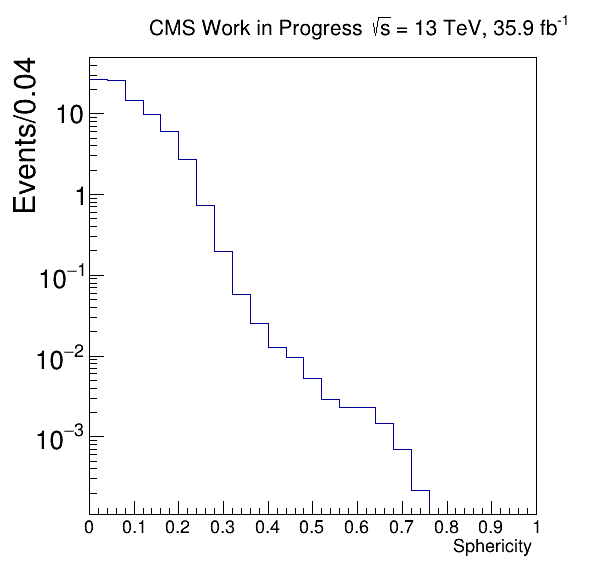 CMS Work in Progress √s = 13 TeV, 35.9 fb⁻¹
Events/0.04
10
1
10⁻¹
10⁻²
10⁻³
0 0.1 0.2 0.3 0.4 0.5 0.6 0.7 0.8 0.9 1
Sphericity